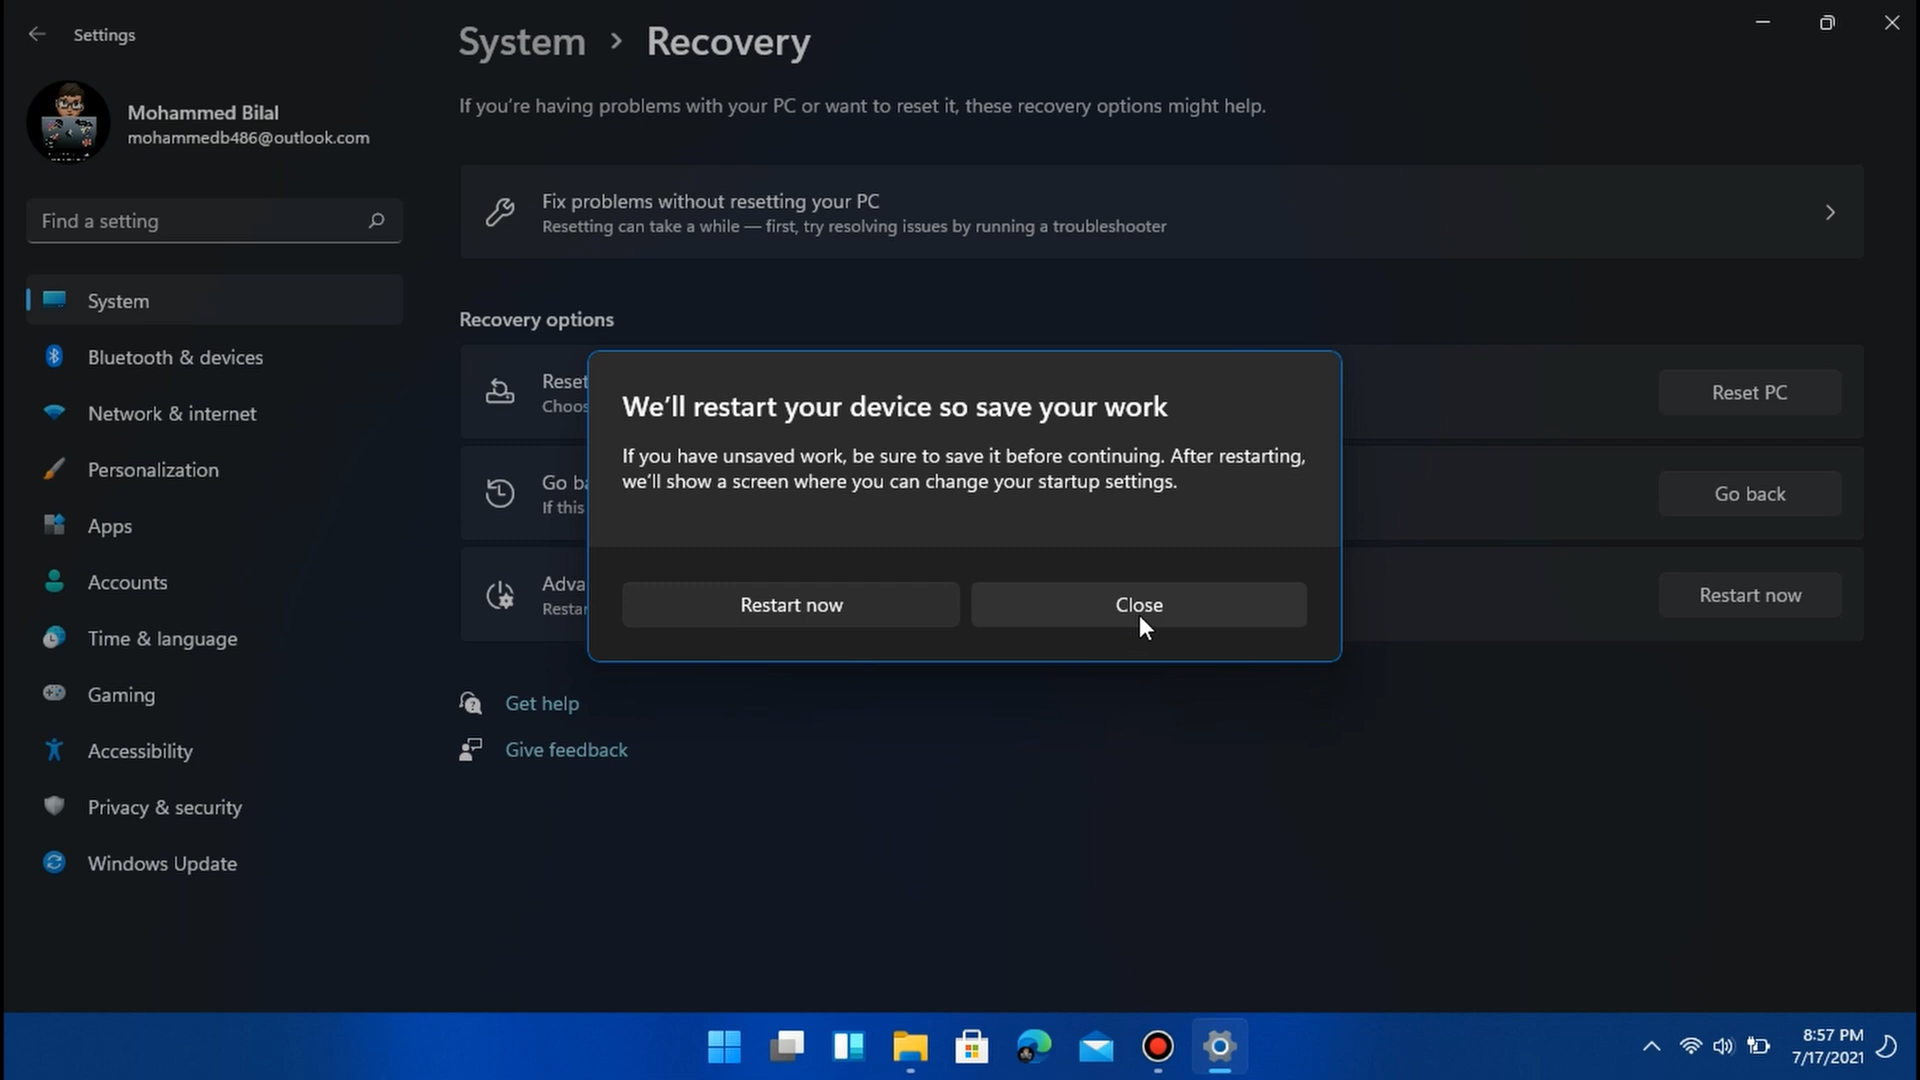 Settings
System > Recovery
Mohammed Bilal
mohammedb486@outlook.com
If you're having problems with your PC or want to reset it, these recovery options might help.
Find a setting
Fix problems without resetting your PC
Resetting can take a while — first, try resolving issues by running a troubleshooter
System
Bluetooth & devices
Network & internet
Personalization
Apps
Accounts
Time & language
Gaming
Accessibility
Privacy & security
Windows Update
Recovery options
Reset
Choos
Reset PC
Go ba
If this
Go back
Adva
Restar
Restart now
We'll restart your device so save your work
If you have unsaved work, be sure to save it before continuing. After restarting,
we'll show a screen where you can change your startup settings.
Restart now
Close
Get help
Give feedback
8:57 PM
7/17/2021